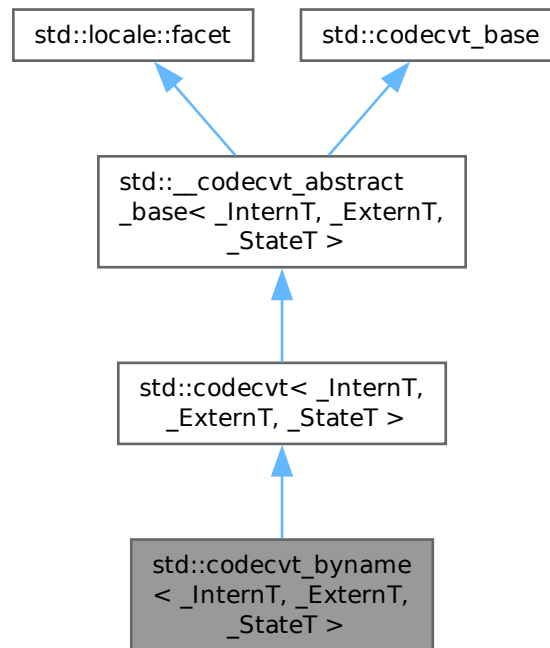 std::locale::facet
std::codecvt_base
std::__codecvt_abstract
_base< _InternT, _ExternT,
_StateT >
std::codecvt< _InternT,
_ExternT, _StateT >
std::codecvt_byname
< _InternT, _ExternT,
_StateT >